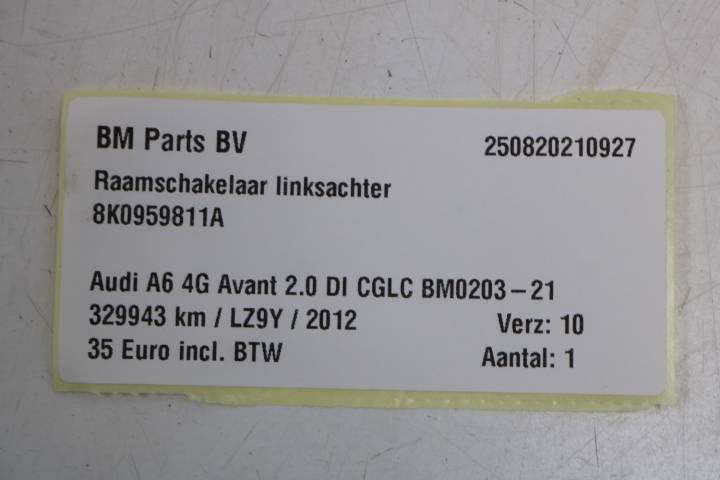 BM Parts BV 250820210927
Raamschakelaar linksachter
8K0959811A
Audi A6 4G Avant 2.0 DI CGLC BM0203-21
329943 km / LZ9Y / 2012 Verz: 10
35 Euro incl. BTW Aantal: 1